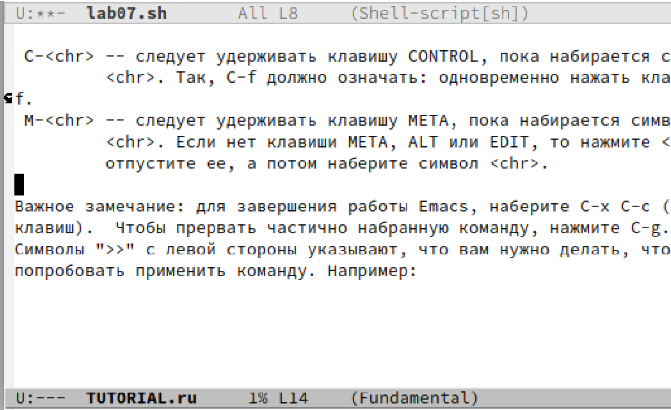 U:**-  lab07.sh      All L8     (Shell-script[sh])
C-<chr> -- следует удерживать клавишу CONTROL, пока набирается с
<chr>. Так, C-f должно означать: одновременно нажать кла
f.
M-<chr> -- следует удерживать клавишу META, пока набирается симв
<chr>. Если нет клавиши META, ALT или EDIT, то нажмите <
отпустите ее, а потом наберите символ <chr>.
Важное замечание: для завершения работы Emacs, наберите C-x C-c (
клавиш).  Чтобы прервать частично набранную команду, нажмите C-g.
Символы ">>" с левой стороны указывают, что вам нужно делать, что
попробовать применить команду. Например:
U:---  TUTORIAL.ru     1% L14    (Fundamental)